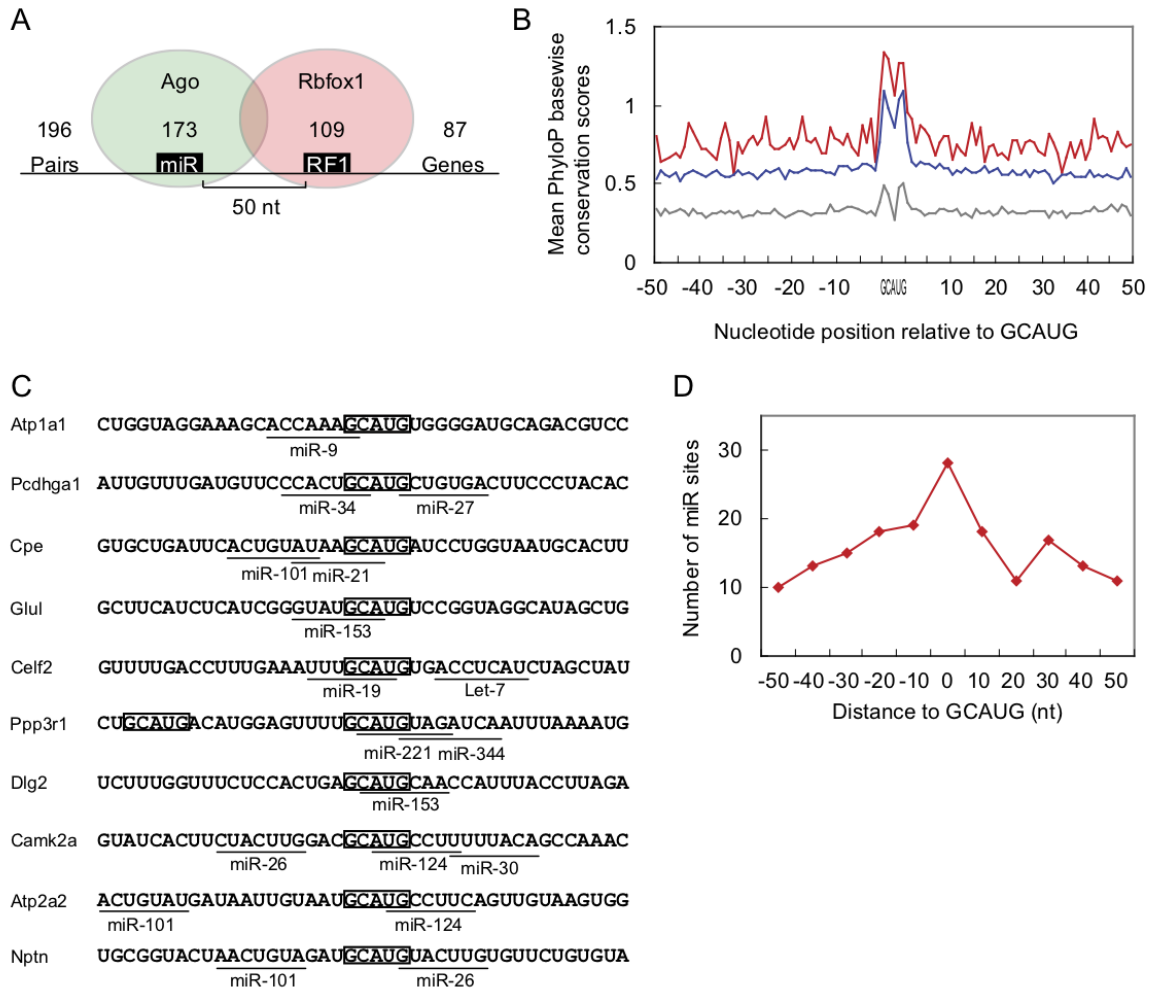 A
Ago
Rbfox1
196
173
109
87
Pairs
miR
RF1
Genes
50 nt
B
Mean PhyloP basewise
conservation scores
1.5
1
0.5
0
-50 -40 -30 -20 -10 GCAUG 10 20 30 40 50
Nucleotide position relative to GCAUG
C
Atp1a1 CUGGUAGGAAAGCACCAAAGCAUGUGGGGAUGCAGACGUCC
miR-9
Pcdhga1 AUUGUUUGAUGUUCCCACUGCAUGCUGUGACUUCCCUACAC
miR-34 miR-27
Cpe GUGCUGAUUCACUGUAUAAGCAUGAUCCUGGUAAUGCACUU
miR-101 miR-21
Glul GCUUCAUCUCAUCGGGUAUGCAUGUCCGGUAGGCAUAGCUG
miR-153
Celf2 GUUUUGACCUUUGAAAUUUGCAUGUGACCUCAUCUAGCUAU
miR-19 Let-7
Ppp3r1 CUGCAUGACAUGGAGUUUUGCAUGUAGAUCAAUUUAAAAUG
miR-221 miR-344
Dlg2 UCUUUGGUUUCUCCACUGAGCAUGCAACCAUUUACCUUAGA
miR-153
Camk2a GUAUCACUUCUACUUGGACGCAUGCCUUUUUUACAGCCAAAC
miR-26 miR-124 miR-30
Atp2a2 ACUGUAUGAUAAUUGUAAUGCAUGCCUUCAGUUGUAAGUGG
miR-101 miR-124
Nptn UGCGGUACUAACUGUAGAUGCAUGUACUUGUGUUCUGUGUA
miR-101 miR-26
D
Number of miR sites
30
20
10
0
-50 -40 -30 -20 -10 0 10 20 30 40 50
Distance to GCAUG (nt)